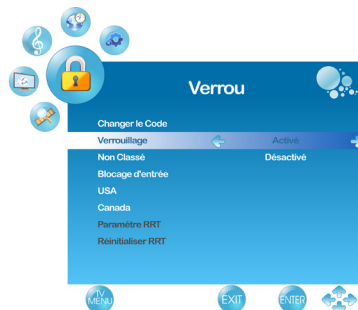 Verrou
Changer le Code
Verrouillage Activé
Non Classé Désactivé
Blocage d'entrée
USA
Canada
Paramètre RRT
Réinitialiser RRT
TV
MENU EXIT ENTER